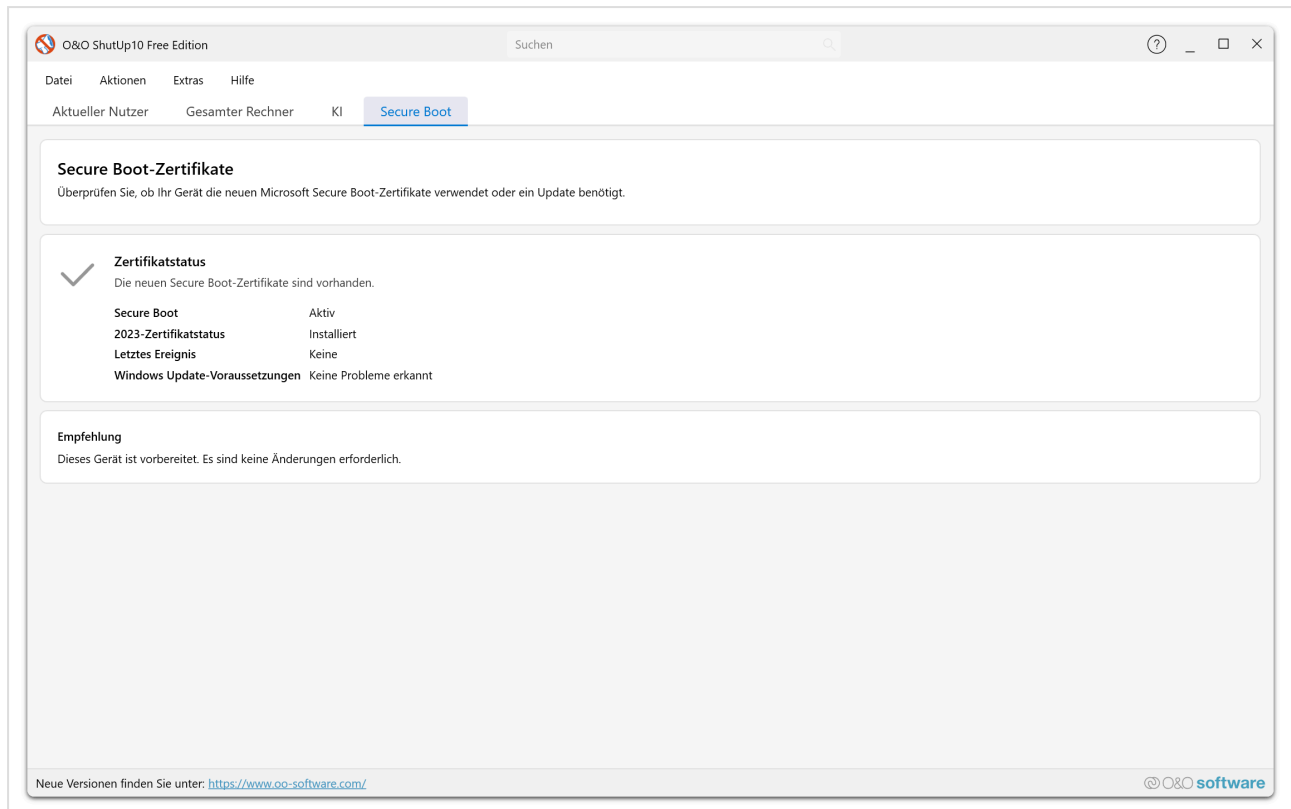 O&O ShutUp10 Free Edition
Suchen
?
Datei Aktionen Extras Hilfe
Aktueller Nutzer Gesamter Rechner KI Secure Boot
Secure Boot-Zertifikate
Überprüfen Sie, ob Ihr Gerät die neuen Microsoft Secure Boot-Zertifikate verwendet oder ein Update benötigt.
Zertifikatstatus
Die neuen Secure Boot-Zertifikate sind vorhanden.
Secure Boot Aktiv
2023-Zertifikatstatus Installiert
Letztes Ereignis Keine
Windows Update-Voraussetzungen Keine Probleme erkannt
Empfehlung
Dieses Gerät ist vorbereitet. Es sind keine Änderungen erforderlich.
Neue Versionen finden Sie unter: https://www.oo-software.com/
O&O software